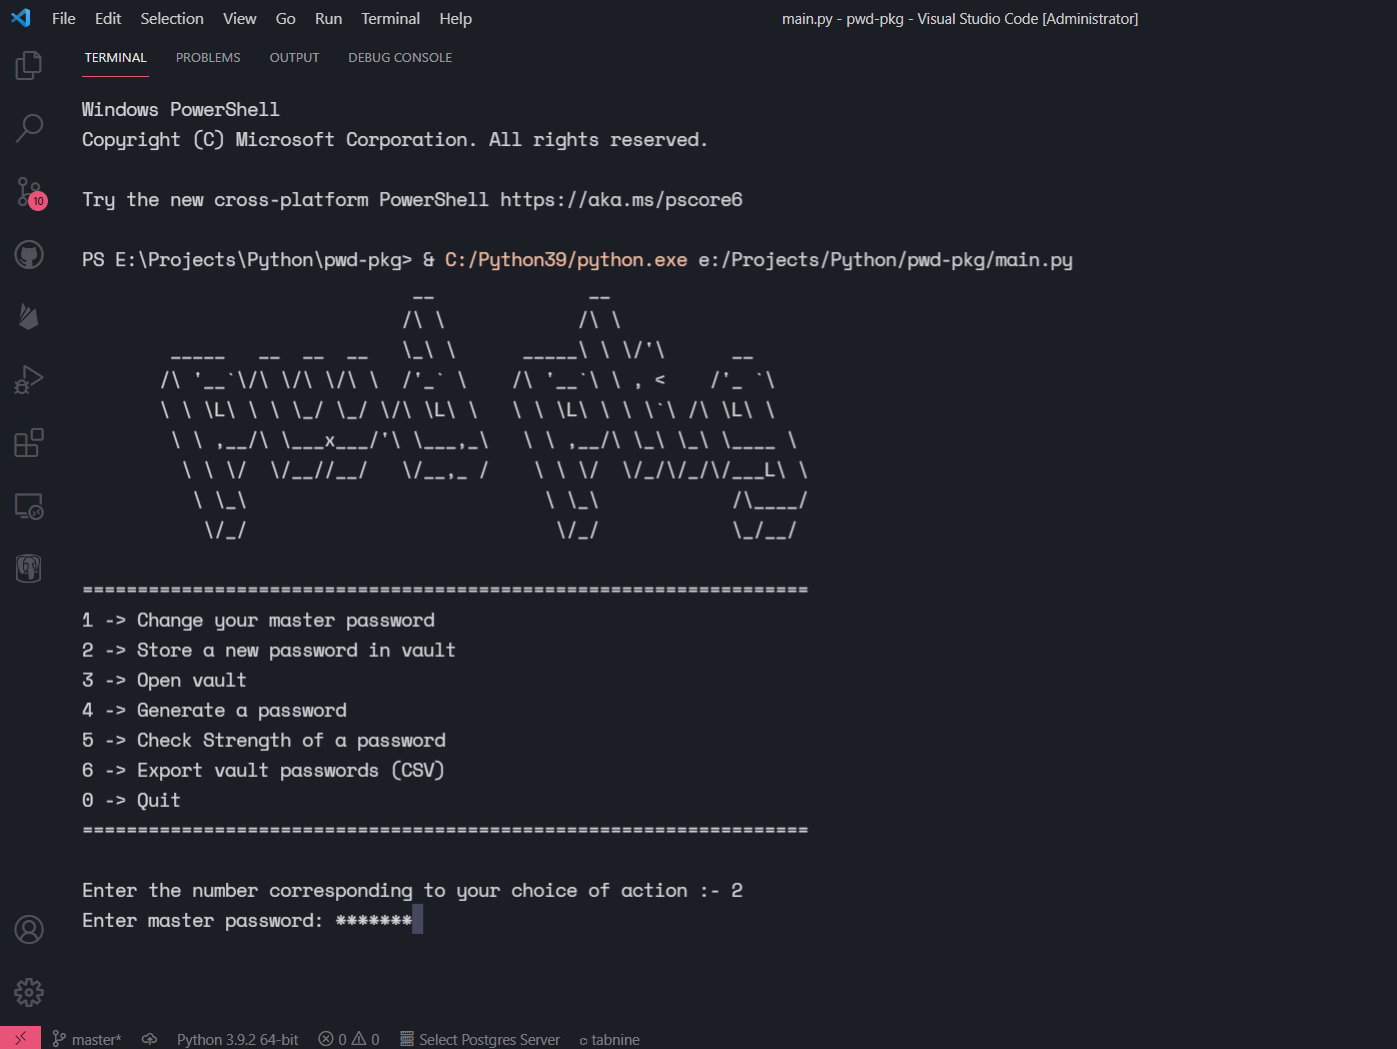 File Edit Selection View Go Run Terminal Help main.py - pwd-pkg - Visual Studio Code [Administrator]
TERMINAL PROBLEMS OUTPUT DEBUG CONSOLE
Windows PowerShell
Copyright (C) Microsoft Corporation. All rights reserved.
Try the new cross-platform PowerShell https://aka.ms/pscore6
10
PS E:\Projects\Python\pwd-pkg> & C:/Python39/python.exe e:/Projects/Python/pwd-pkg/main.py
                              __              __
                             /\ \            /\ \
        _____   __  __  __   \_\ \      _____\ \ \/'\      __
       /\ '__`\/\ \/\ \/\ \  /'_` \    /\ '__`\ \ , <    /'_ `\
       \ \ \L\ \ \ \_/ \_/ \/\ \L\ \   \ \ \L\ \ \ \`\ /\ \L\ \
        \ \ ,__/\ \___x___/'\ \___,_\   \ \ ,__/\ \_\ \_\ \____ \
         \ \ \/  \/__//__/   \/__,_ /    \ \ \/  \/_/\/_/\/___L\ \
          \ \_\                           \ \_\            /\____/
           \/_/                            \/_/            \_/__/
==================================================================
1 -> Change your master password
2 -> Store a new password in vault
3 -> Open vault
4 -> Generate a password
5 -> Check Strength of a password
6 -> Export vault passwords (CSV)
0 -> Quit
==================================================================
Enter the number corresponding to your choice of action :- 2
Enter master password: *******
master* Python 3.9.2 64-bit 0 0 Select Postgres Server tabnine